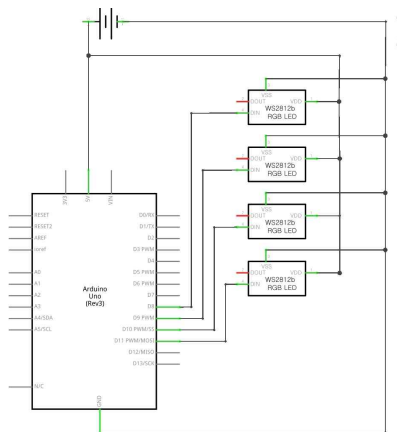 3V3
5V
VIN
VSS
DOUT
VDD
DIN
WS2812b
RGB LED
VSS
DOUT
VDD
DIN
WS2812b
RGB LED
VSS
DOUT
VDD
DIN
WS2812b
RGB LED
VSS
DOUT
VDD
DIN
WS2812b
RGB LED
RESET
RESET2
AREF
ioref
A0
A1
A2
A3
A4/SDA
A5/SCL
N/C
Arduino
Uno
(Rev3)
D0/RX
D1/TX
D2
D3 PWM
D4
D5 PWM
D6 PWM
D7
D8
D9 PWM
D10 PWM/SS
D11 PWM/MOSI
D12/MISO
D13/SCK
GND